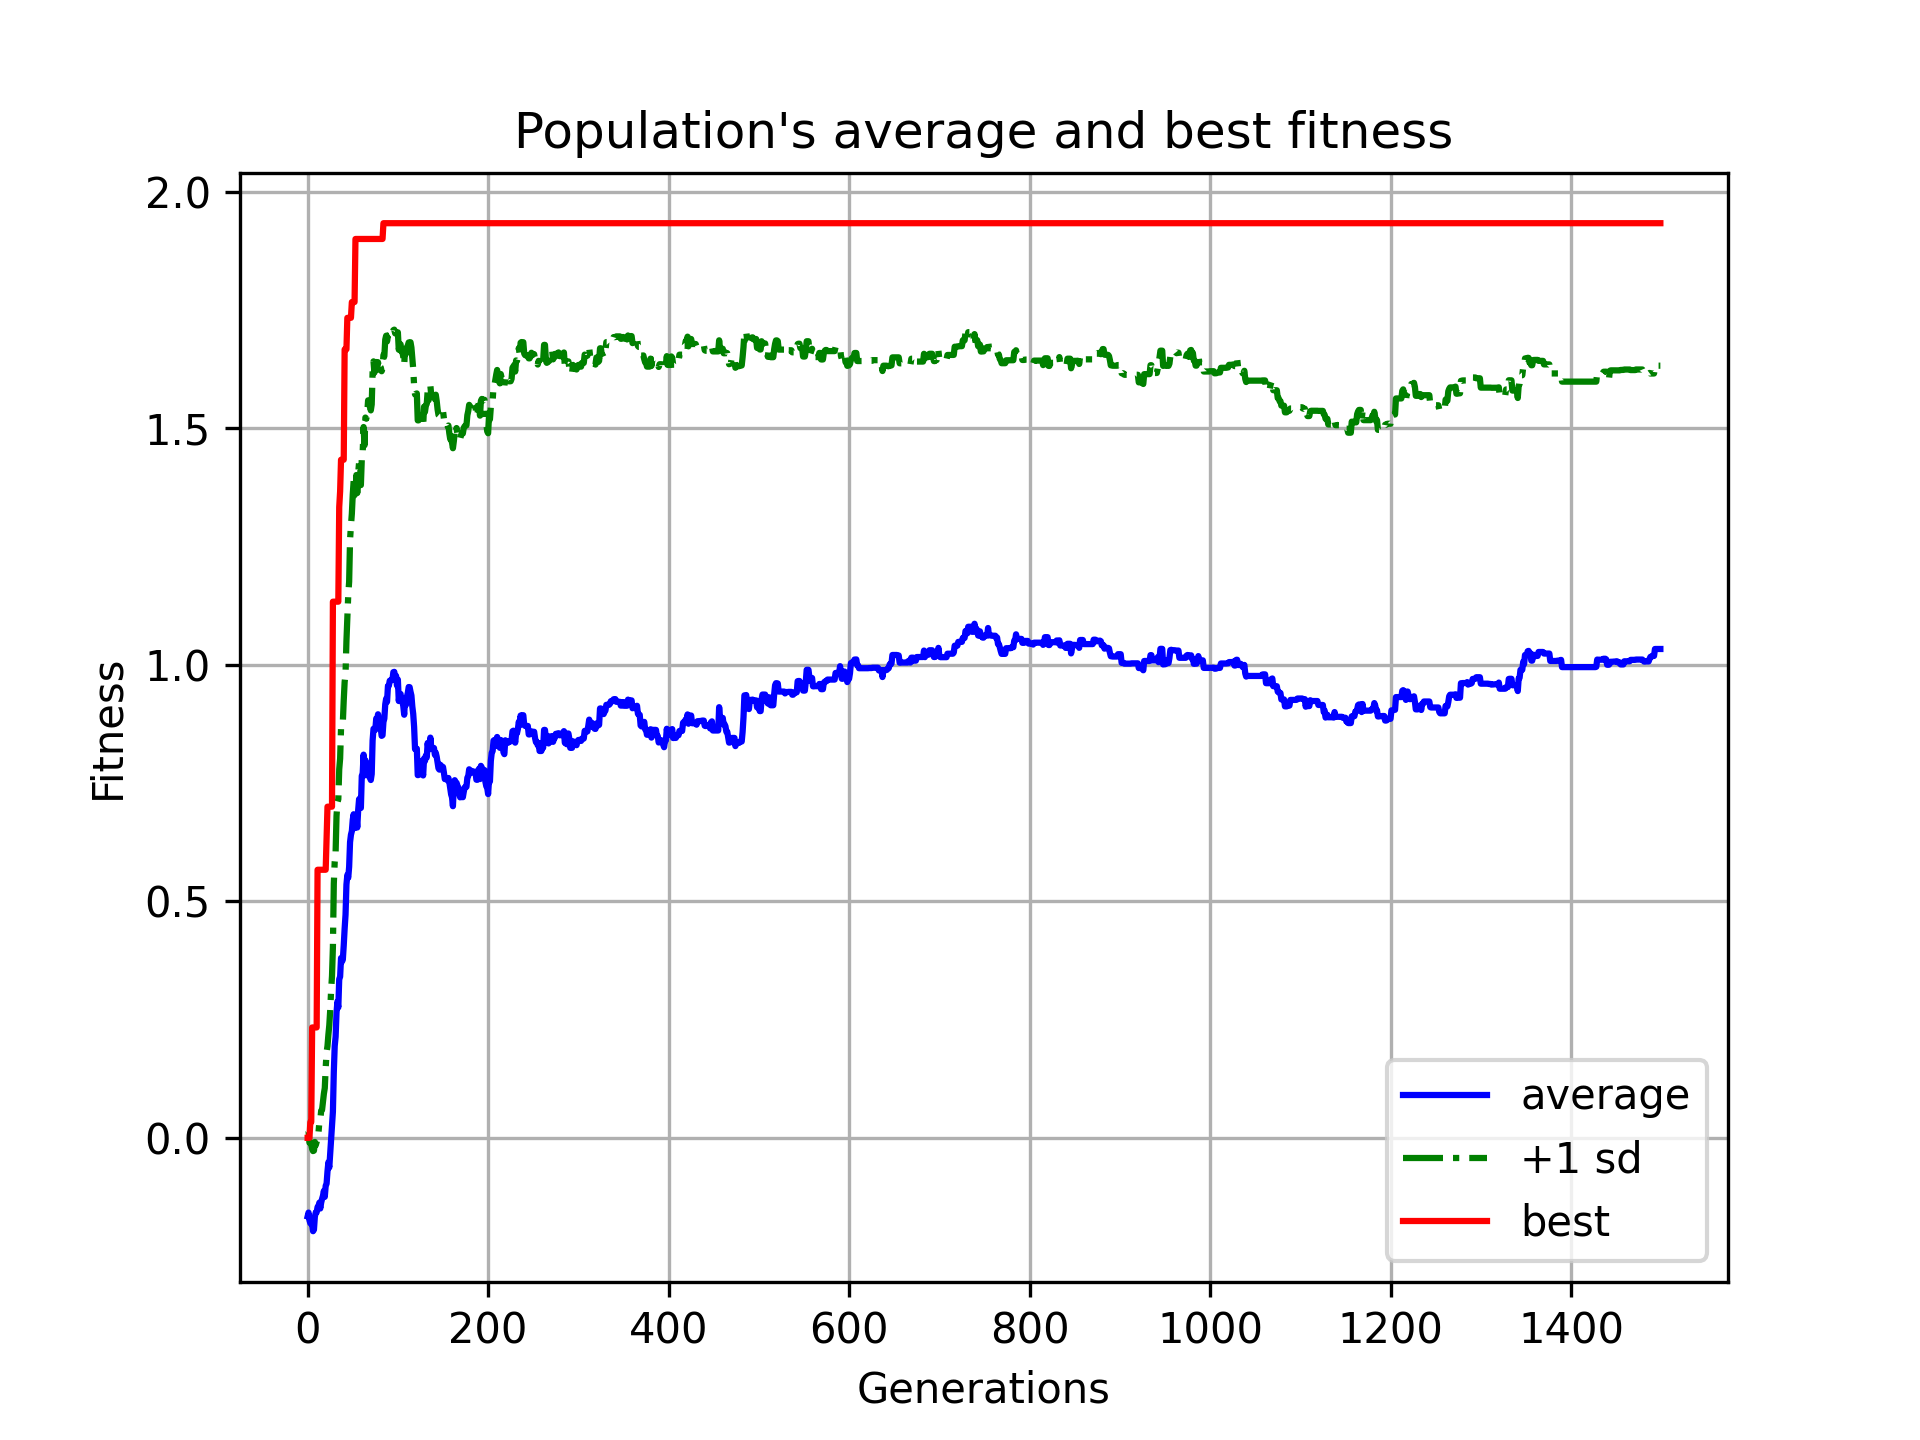 Population's average and best fitness
2.0
1.5
1.0
0.5
0.0
Fitness
0 200 400 600 800 1000 1200 1400
Generations
average
+1 sd
best